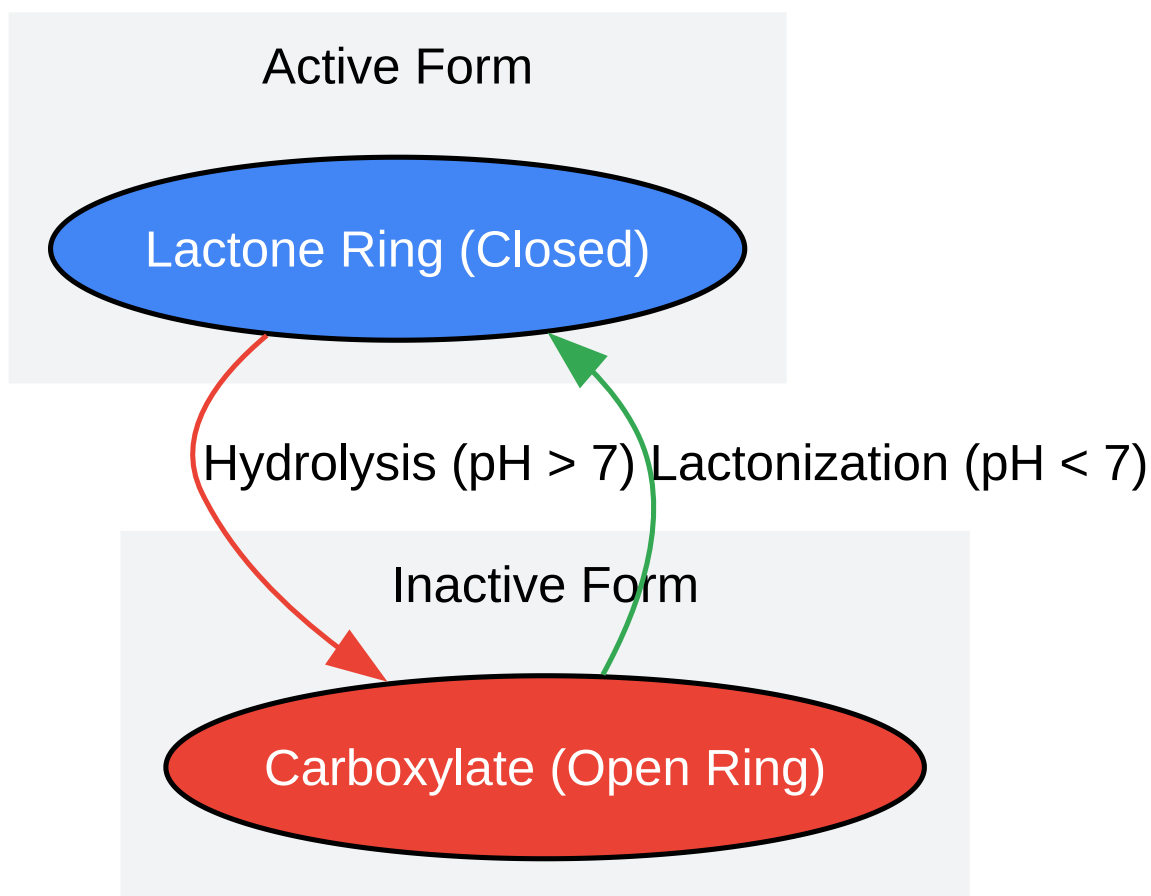 Active Form
Lactone Ring (Closed)
Hydrolysis (pH > 7)
Lactonization (pH < 7)
Inactive Form
Carboxylate (Open Ring)